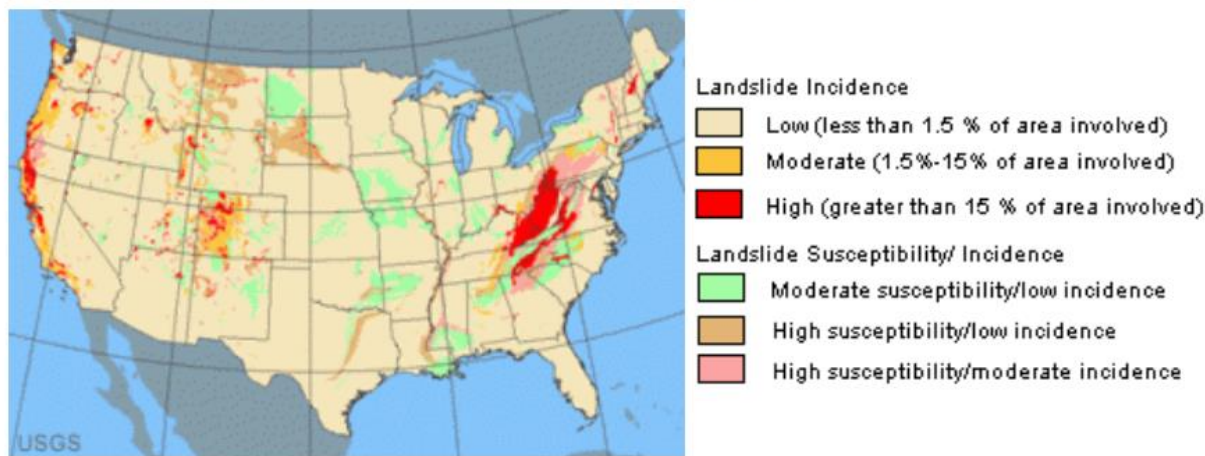 Landslide Incidence
Low (less than 1.5 % of area involved)
Moderate (1.5%-15% of area involved)
High (greater than 15 % of area involved)
Landslide Susceptibility/ Incidence
Moderate susceptibility/low incidence
High susceptibility/low incidence
High susceptibility/moderate incidence
USGS